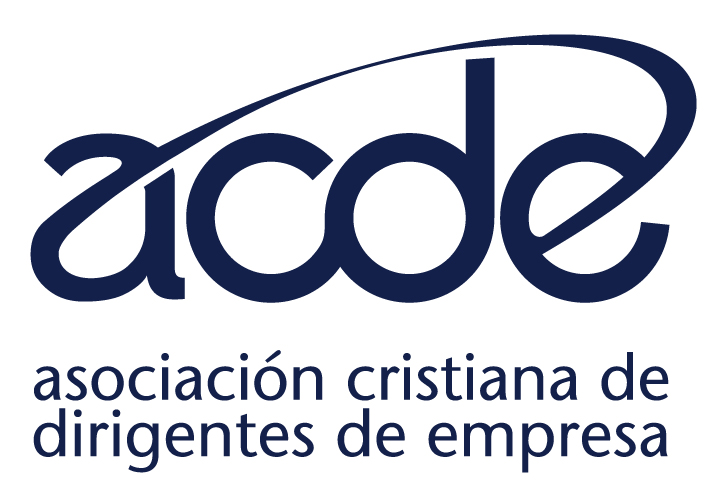 acde
asociación cristiana de
dirigentes de empresa